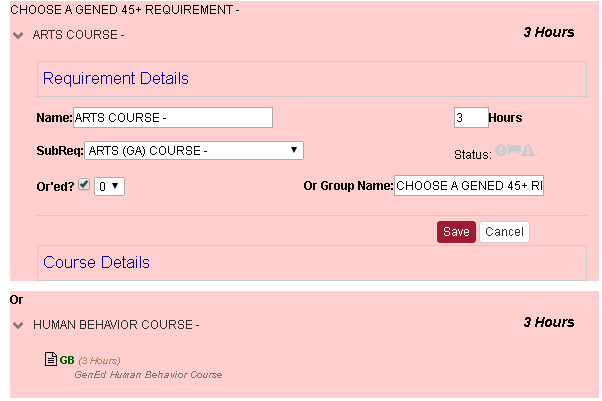 CHOOSE A GENED 45+ REQUIREMENT -
ARTS COURSE - 3 Hours
Requirement Details
Name: ARTS COURSE - 3 Hours
SubReq: ARTS (GA) COURSE - Status:
Or'ed? 0 Or Group Name: CHOOSE A GENED 45+ RI
Save Cancel
Course Details
Or
HUMAN BEHAVIOR COURSE - 3 Hours
GB (3 Hours)
GenEd Human Behavior Course